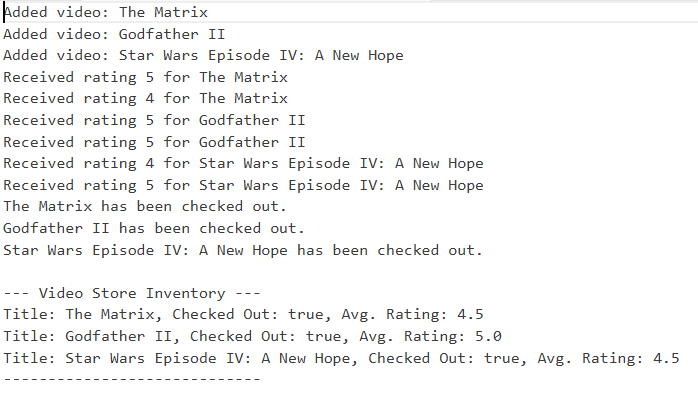 Added video: The Matrix
Added video: Godfather II
Added video: Star Wars Episode IV: A New Hope
Received rating 5 for The Matrix
Received rating 4 for The Matrix
Received rating 5 for Godfather II
Received rating 5 for Godfather II
Received rating 4 for Star Wars Episode IV: A New Hope
Received rating 5 for Star Wars Episode IV: A New Hope
The Matrix has been checked out.
Godfather II has been checked out.
Star Wars Episode IV: A New Hope has been checked out.

--- Video Store Inventory ---
Title: The Matrix, Checked Out: true, Avg. Rating: 4.5
Title: Godfather II, Checked Out: true, Avg. Rating: 5.0
Title: Star Wars Episode IV: A New Hope, Checked Out: true, Avg. Rating: 4.5
-----------------------------